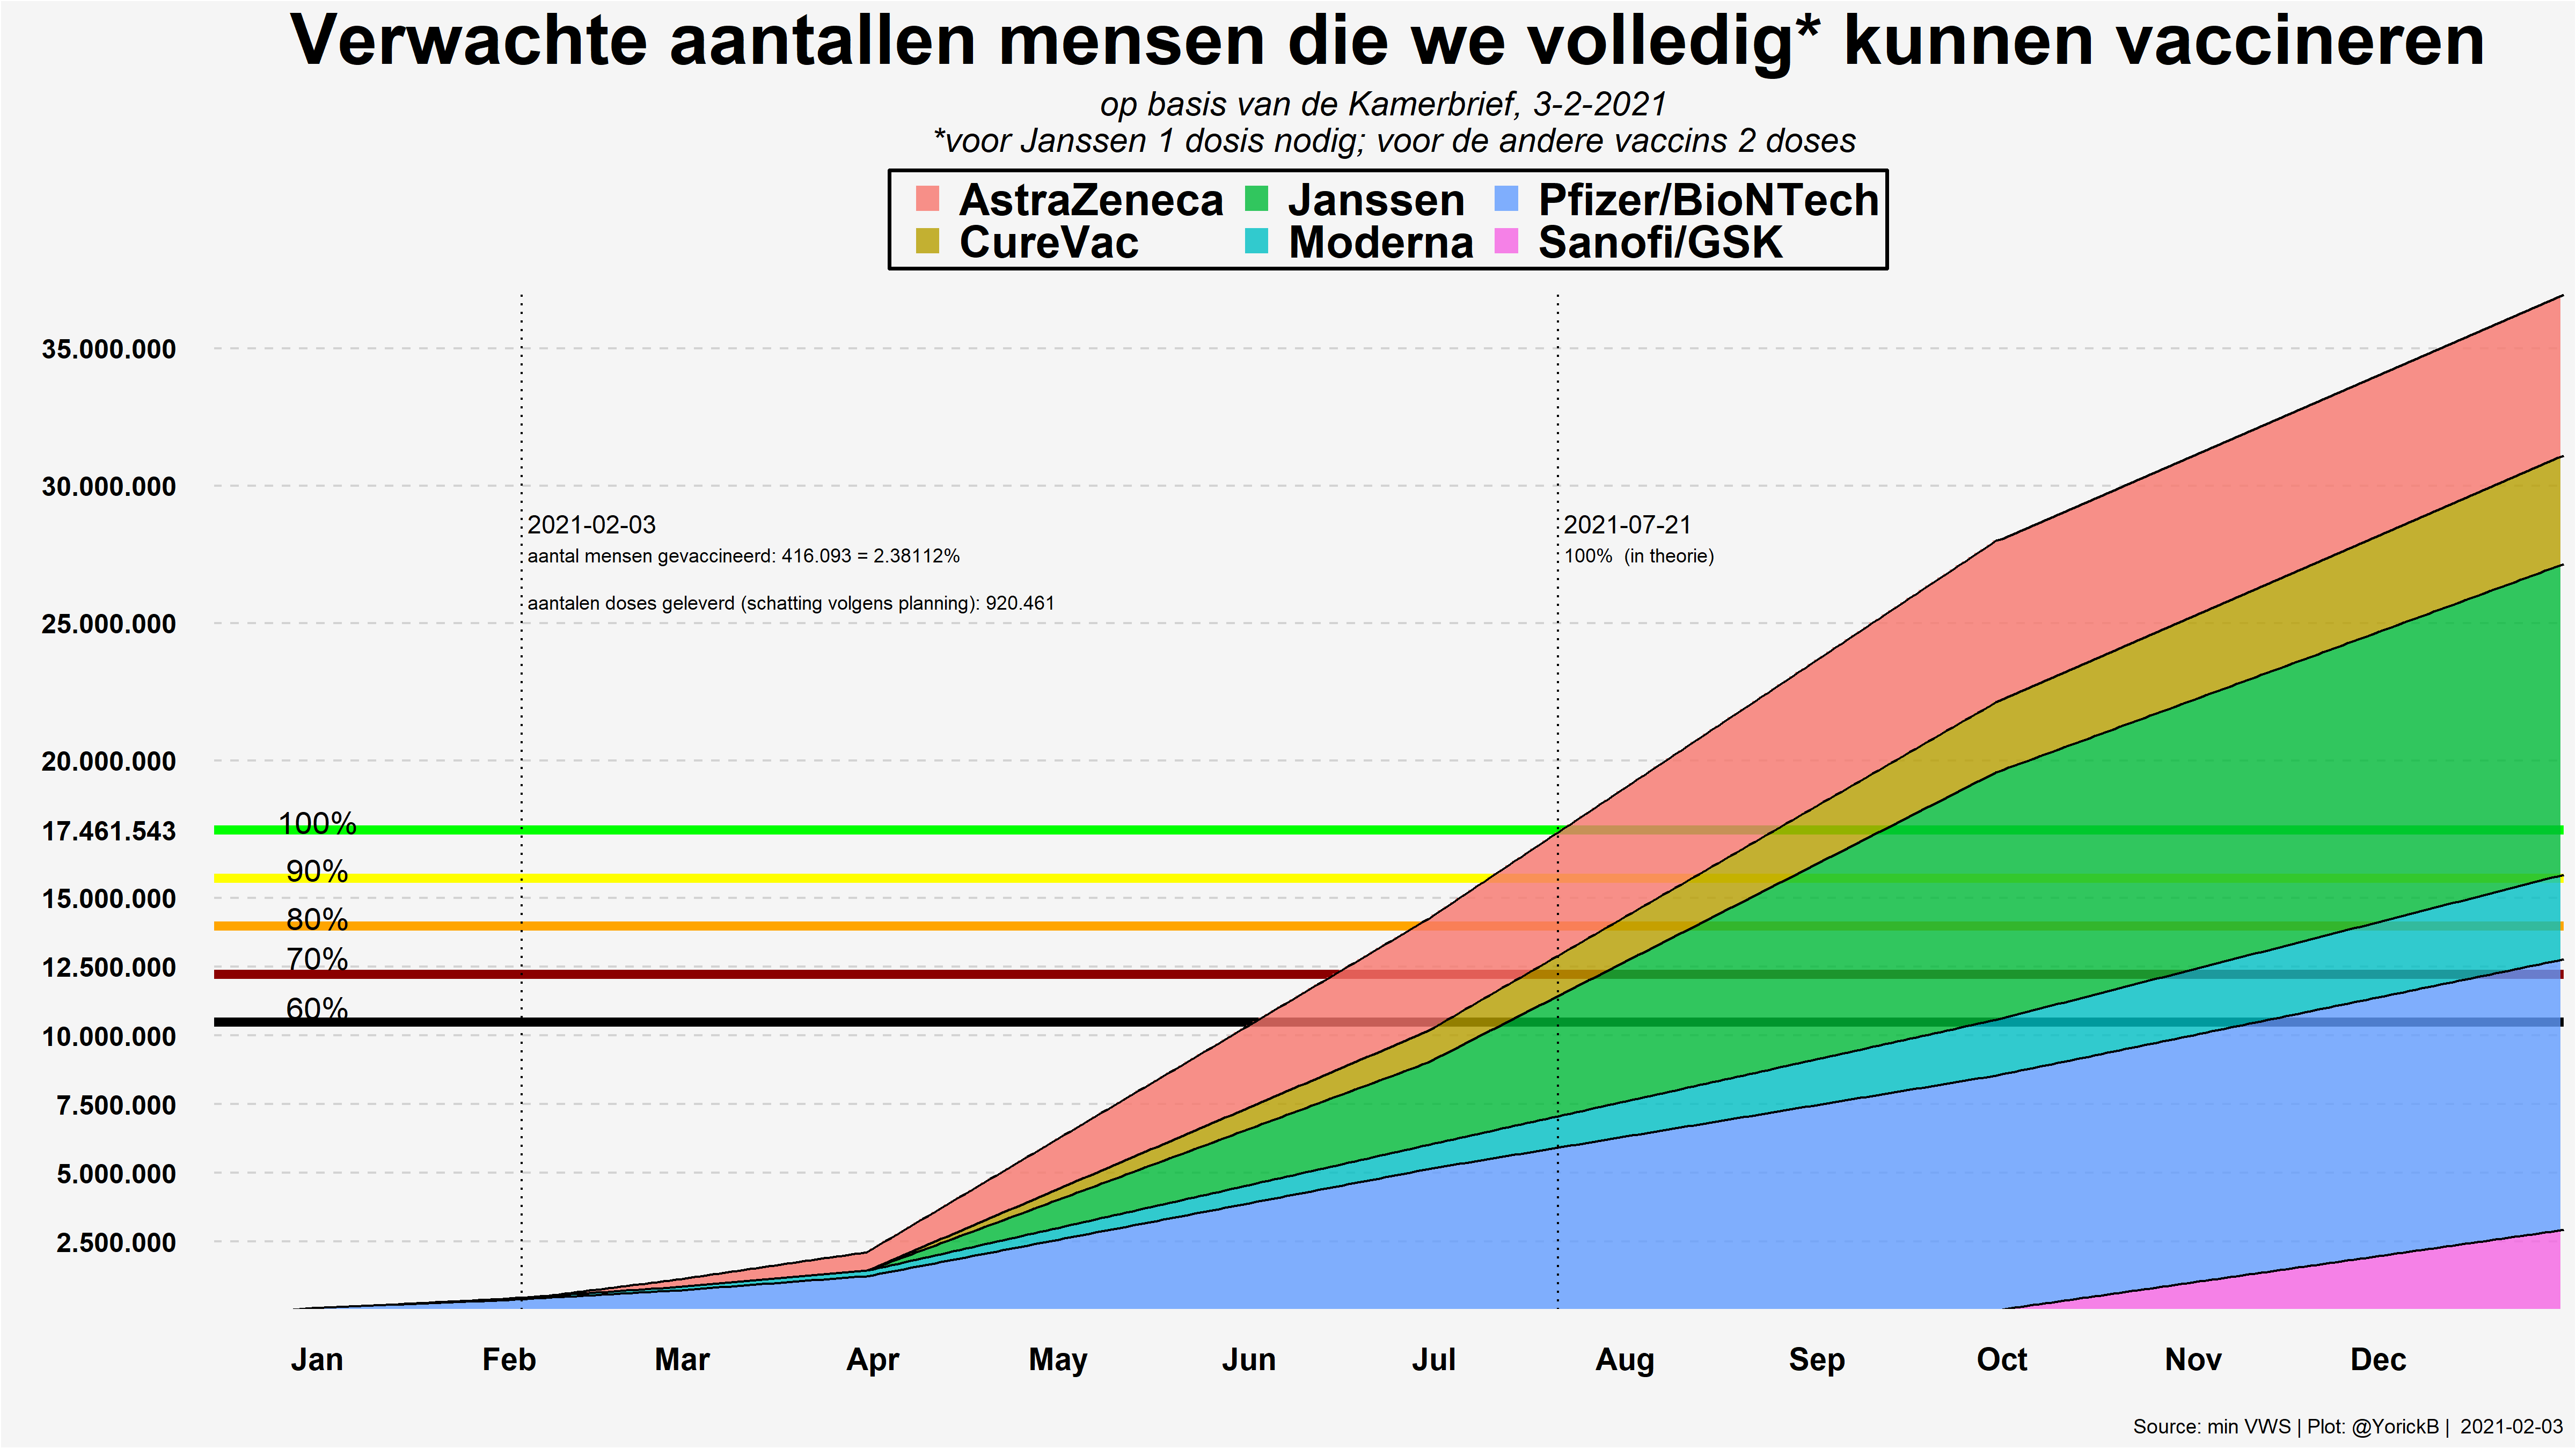 Verwachte aantallen mensen die we volledig* kunnen vaccineren
op basis van de Kamerbrief, 3-2-2021
*voor Janssen 1 dosis nodig; voor de andere vaccins 2 doses
AstraZeneca Janssen Pfizer/BioNTech
CureVac Moderna Sanofi/GSK
35.000.000
30.000.000
2021-02-03 2021-07-21
aantal mensen gevaccineerd: 416.093 = 2.38112% 100% (in theorie)
aantalen doses geleverd (schatting volgens planning): 920.461
25.000.000
20.000.000
17.461.543 100%
90%
15.000.000
80%
12.500.000 70%
60%
10.000.000
7.500.000
5.000.000
2.500.000
Jan Feb Mar Apr May Jun Jul Aug Sep Oct Nov Dec
Source: min VWS | Plot: @YorickB | 2021-02-03